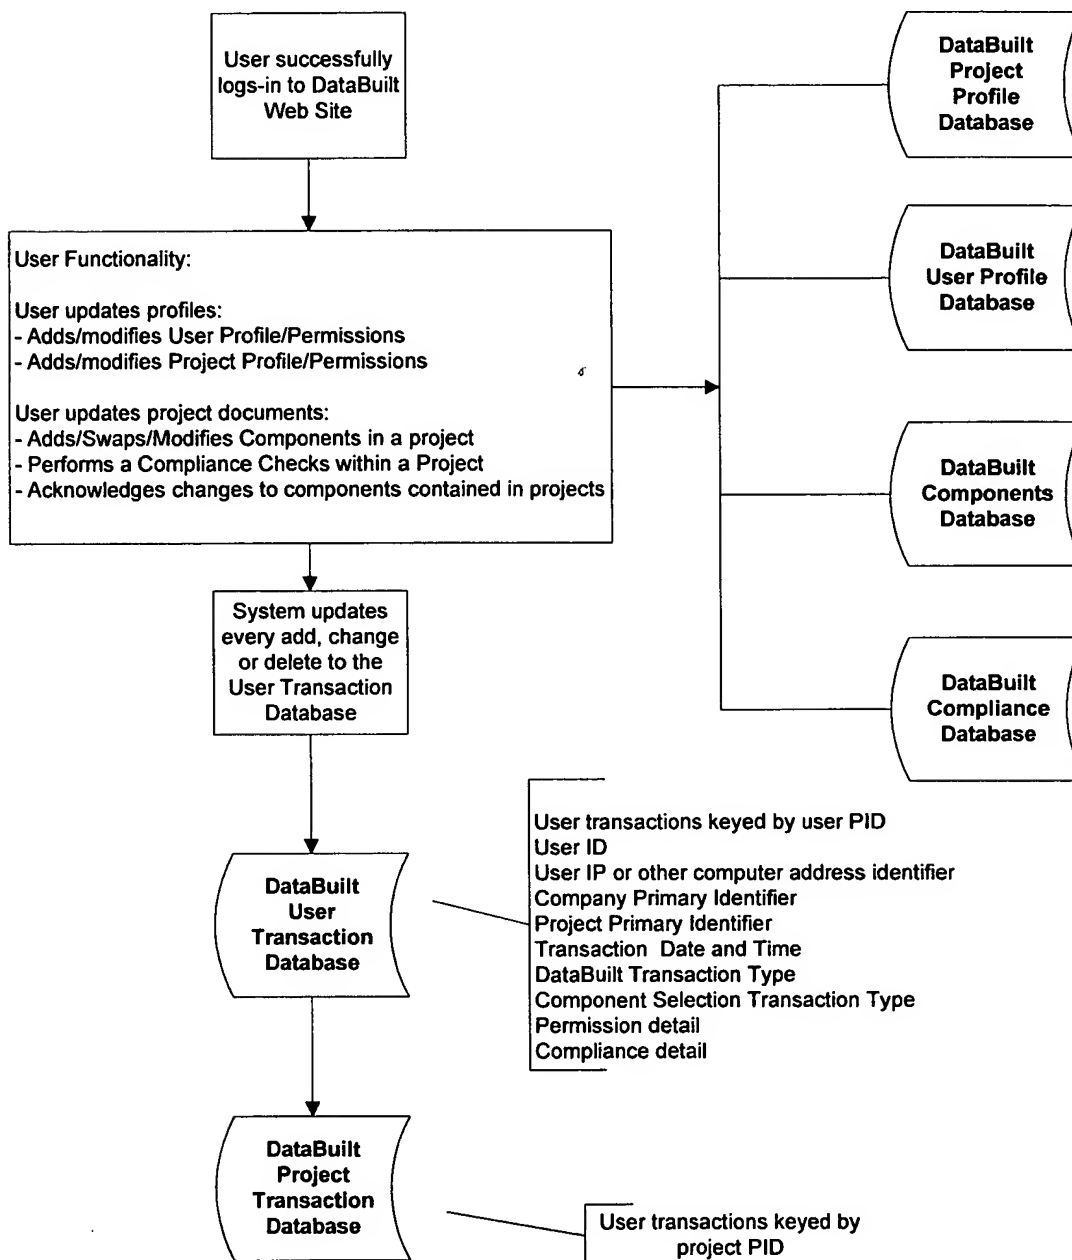 User successfully
logs-in to DataBuilt
Web Site
User Functionality:
User updates profiles:
- Adds/modifies User Profile/Permissions
- Adds/modifies Project Profile/Permissions
User updates project documents:
- Adds/Swaps/Modifies Components in a project
- Performs a Compliance Checks within a Project
- Acknowledges changes to components contained in projects
System updates
every add, change
or delete to the
User Transaction
Database
DataBuilt
User
Transaction
Database
DataBuilt
Project
Transaction
Database
DataBuilt
Project
Profile
Database
DataBuilt
User Profile
Database
DataBuilt
Components
Database
DataBuilt
Compliance
Database
User transactions keyed by user PID
User ID
User IP or other computer address identifier
Company Primary Identifier
Project Primary Identifier
Transaction Date and Time
DataBuilt Transaction Type
Component Selection Transaction Type
Permission detail
Compliance detail
User transactions keyed by
project PID